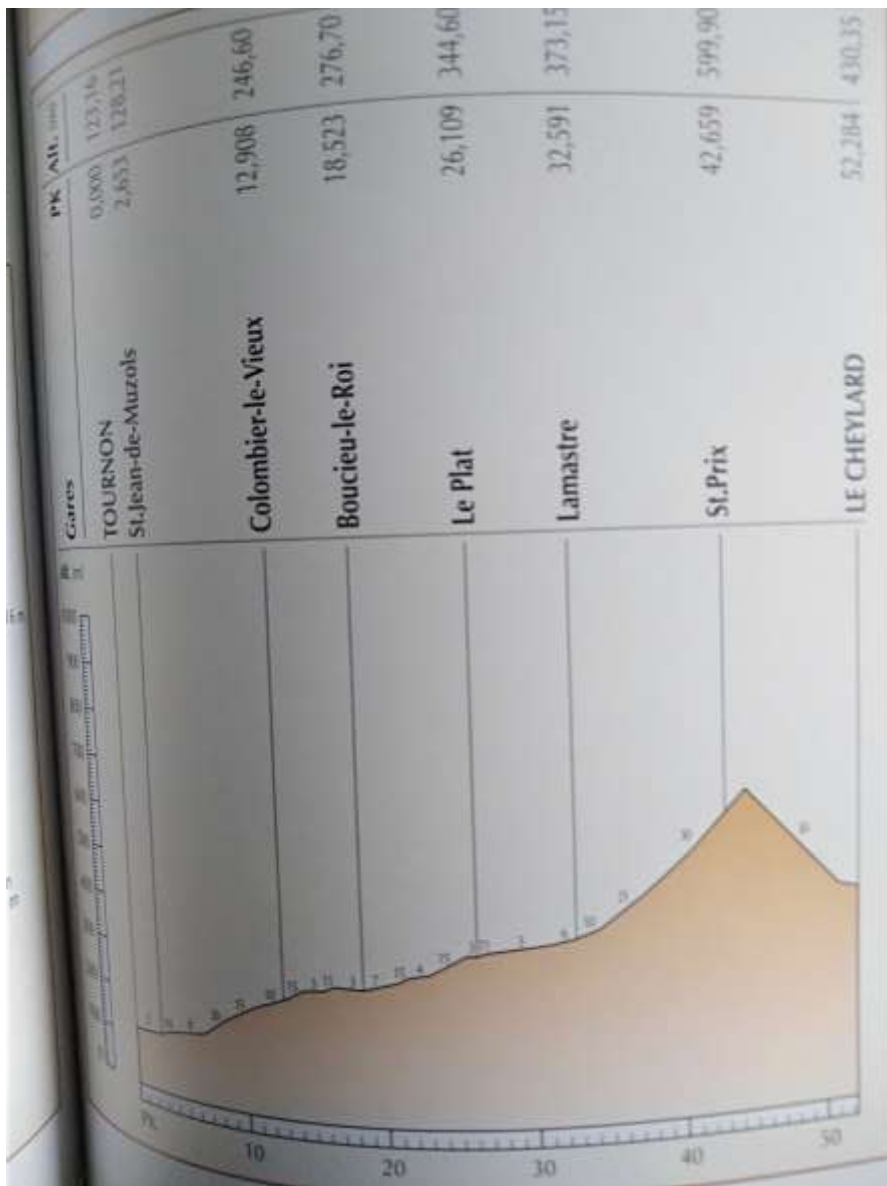 Gares PK Alt.
TOURNON 0,000 123,16
St.Jean-de-Muzols 2,653 128,21
Colombier-le-Vieux 12,908 246,60
Boucieu-le-Roi 18,523 276,70
Le Plat 26,109 344,60
Lamastre 32,591 373,15
St.Prix 42,659 599,90
LE CHEYLARD 52,284 430,35
PK
10
20
30
40
50